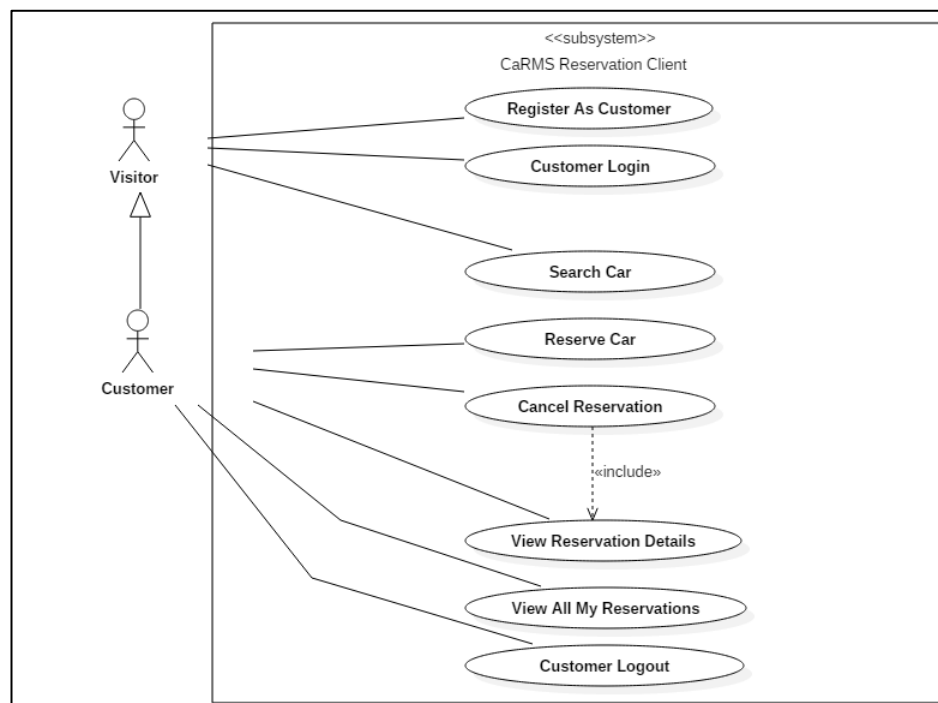 <<subsystem>>
CaRMS Reservation Client
Register As Customer
Customer Login
Visitor
Search Car
Reserve Car
Customer
Cancel Reservation
«include»
View Reservation Details
View All My Reservations
Customer Logout